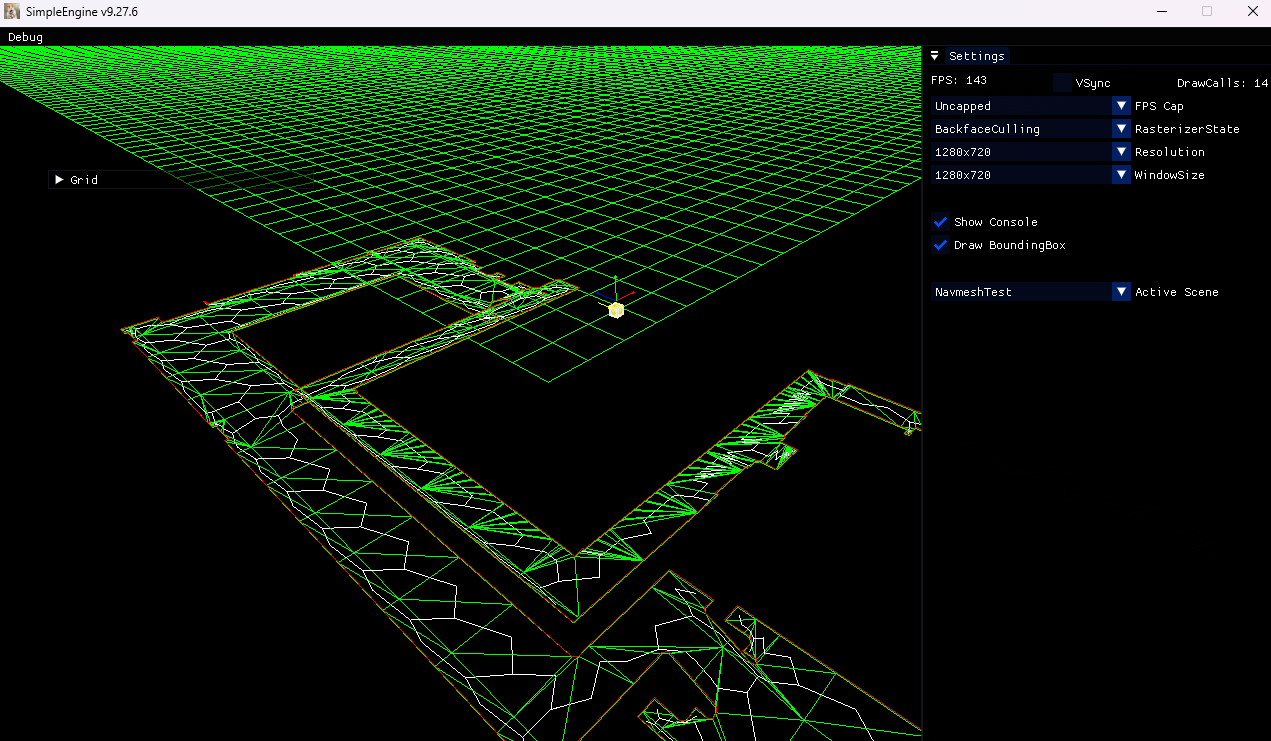 SimpleEngine v9.27.6
Debug
Settings
FPS: 143 VSync DrawCalls: 14
Uncapped FPS Cap
BackfaceCulling RasterizerState
1280x720 Resolution
Grid
1280x720 WindowSize
Show Console
Draw BoundingBox
NavmeshTest Active Scene